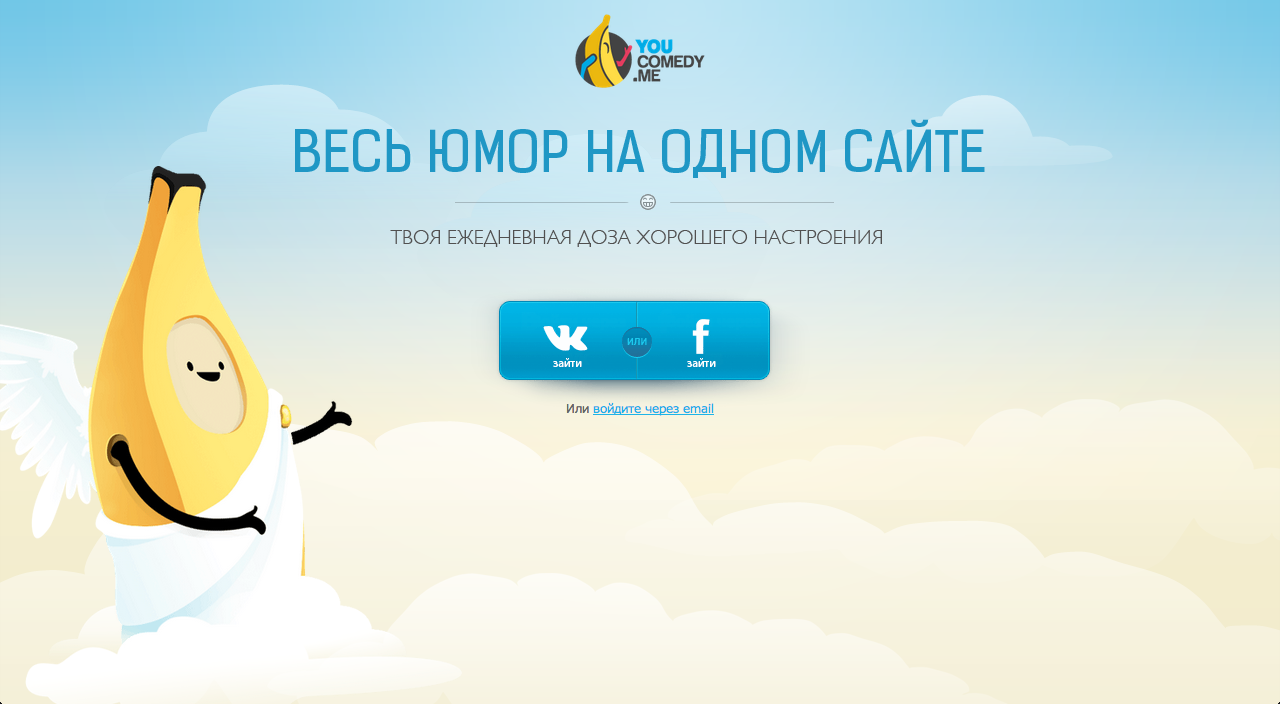 YOU
COMEDY
.ME
ВЕСЬ ЮМОР НА ОДНОМ САЙТЕ
ТВОЯ ЕЖЕДНЕВНАЯ ДОЗА ХОРОШЕГО НАСТРОЕНИЯ
зайти
или
зайти
Или войдите через email